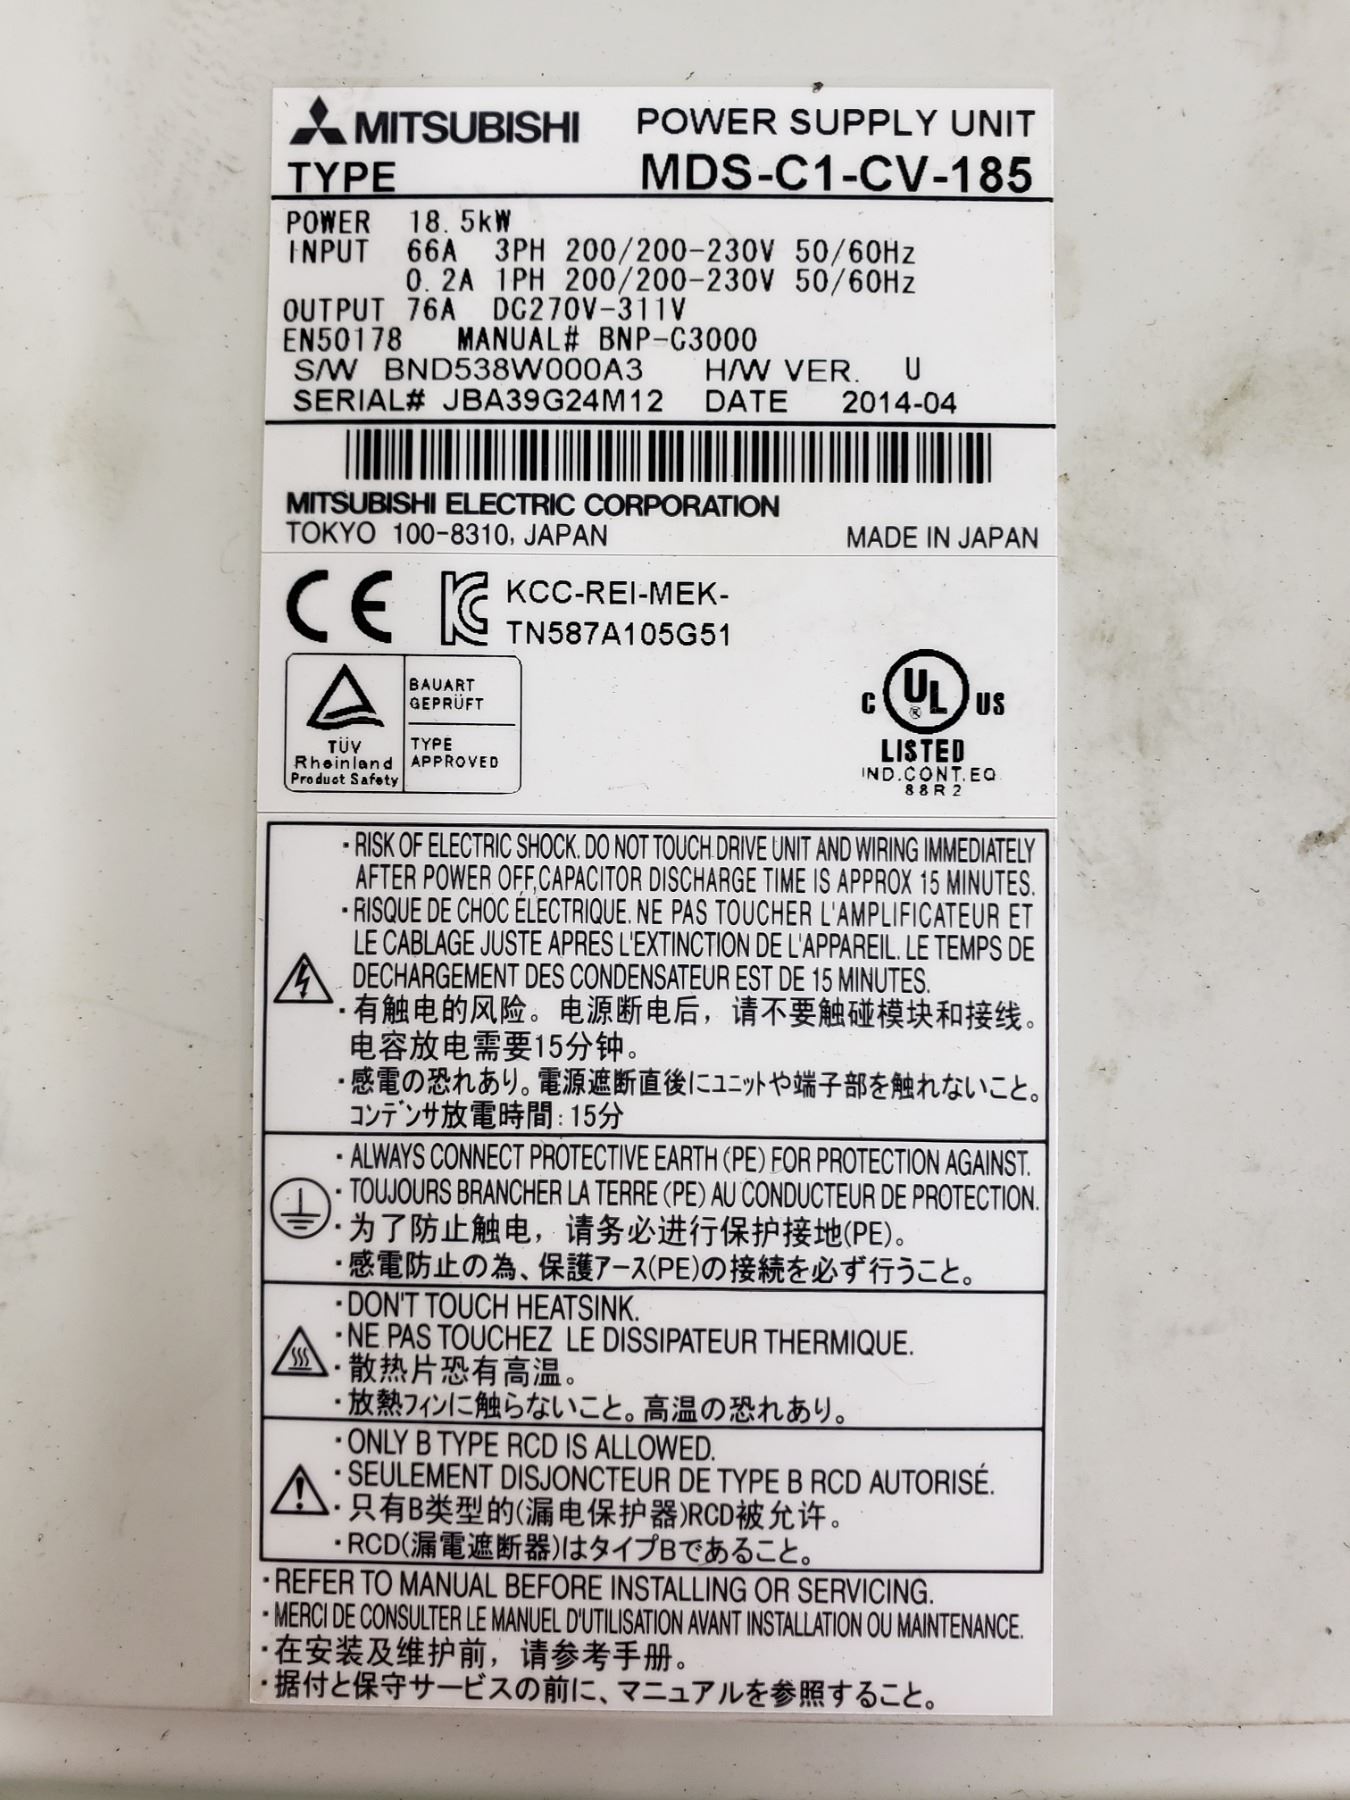 MITSUBISHI POWER SUPPLY UNIT
TYPE MDS-C1-CV-185
POWER 18.5kW
INPUT 66A 3PH 200/200-230V 50/60Hz
0.2A 1PH 200/200-230V 50/60Hz
OUTPUT 76A DC270V-311V
EN50178 MANUAL# BNP-C3000
S/W BND538W000A3 H/W VER. U
SERIAL# JBA39G24M12 DATE 2014-04
MITSUBISHI ELECTRIC CORPORATION
TOKYO 100-8310, JAPAN MADE IN JAPAN
CE KC KCC-REI-MEK-
TN587A105G51
BAUART
GEPRÜFT
TÜV
Rheinland
Product Safety
TYPE
APPROVED
C UL US
®
LISTED
IND.CONT.EQ
88R2
・RISK OF ELECTRIC SHOCK. DO NOT TOUCH DRIVE UNIT AND WIRING IMMEDIATELY
AFTER POWER OFF,CAPACITOR DISCHARGE TIME IS APPROX 15 MINUTES.
・RISQUE DE CHOC ÉLECTRIQUE. NE PAS TOUCHER L'AMPLIFICATEUR ET
LE CABLAGE JUSTE APRES L'EXTINCTION DE L'APPAREIL. LE TEMPS DE
DECHARGEMENT DES CONDENSATEUR EST DE 15 MINUTES.
・有触电的风险。电源断电后，请不要触碰模块和接线。
电容放电需要15分钟。
・感電の恐れあり。電源遮断直後にユニットや端子部を触れないこと。
コンデンサ放電時間：15分
・ALWAYS CONNECT PROTECTIVE EARTH (PE) FOR PROTECTION AGAINST.
・TOUJOURS BRANCHER LA TERRE (PE) AU CONDUCTEUR DE PROTECTION.
・为了防止触电，请务必进行保护接地(PE)。
・感電防止の為、保護アース(PE)の接続を必ず行うこと。
・DON'T TOUCH HEATSINK.
・NE PAS TOUCHEZ LE DISSIPATEUR THERMIQUE.
・散热片恐有高温。
・放熱フィンに触らないこと。高温の恐れあり。
・ONLY B TYPE RCD IS ALLOWED.
・SEULEMENT DISJONCTEUR DE TYPE B RCD AUTORISÉ.
・只有B类型的(漏电保护器)RCD被允许。
・RCD(漏電遮断器)はタイプBであること。
・REFER TO MANUAL BEFORE INSTALLING OR SERVICING.
・MERCI DE CONSULTER LE MANUEL D'UTILISATION AVANT INSTALLATION OU MAINTENANCE.
・在安装及维护前，请参考手册。
・据付と保守サービスの前に、マニュアルを参照すること。